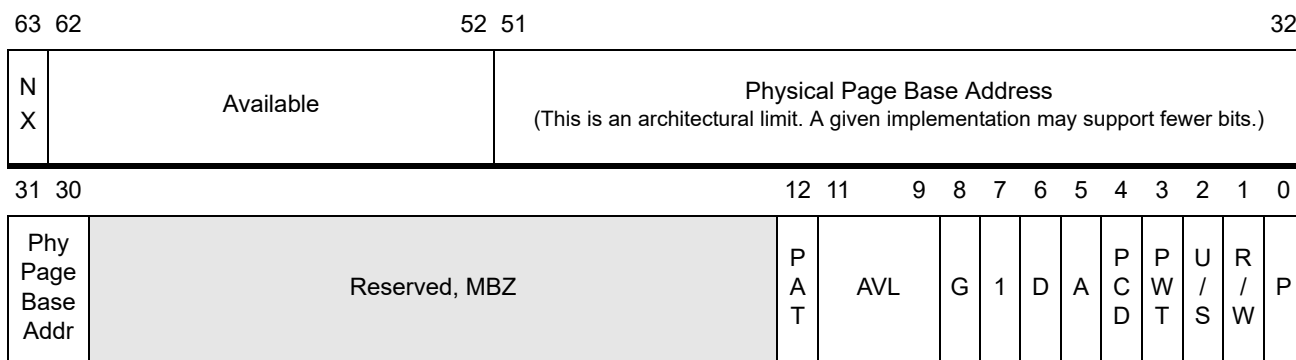 63 62 52 51 32
N
X
Available
Physical Page Base Address
(This is an architectural limit. A given implementation may support fewer bits.)
31 30 12 11 9 8 7 6 5 4 3 2 1 0
Phy
Page
Base
Addr
Reserved, MBZ
P
A
T
AVL
G
1
D
A
P
C
D
P
W
T
U
/
S
R
/
W
P